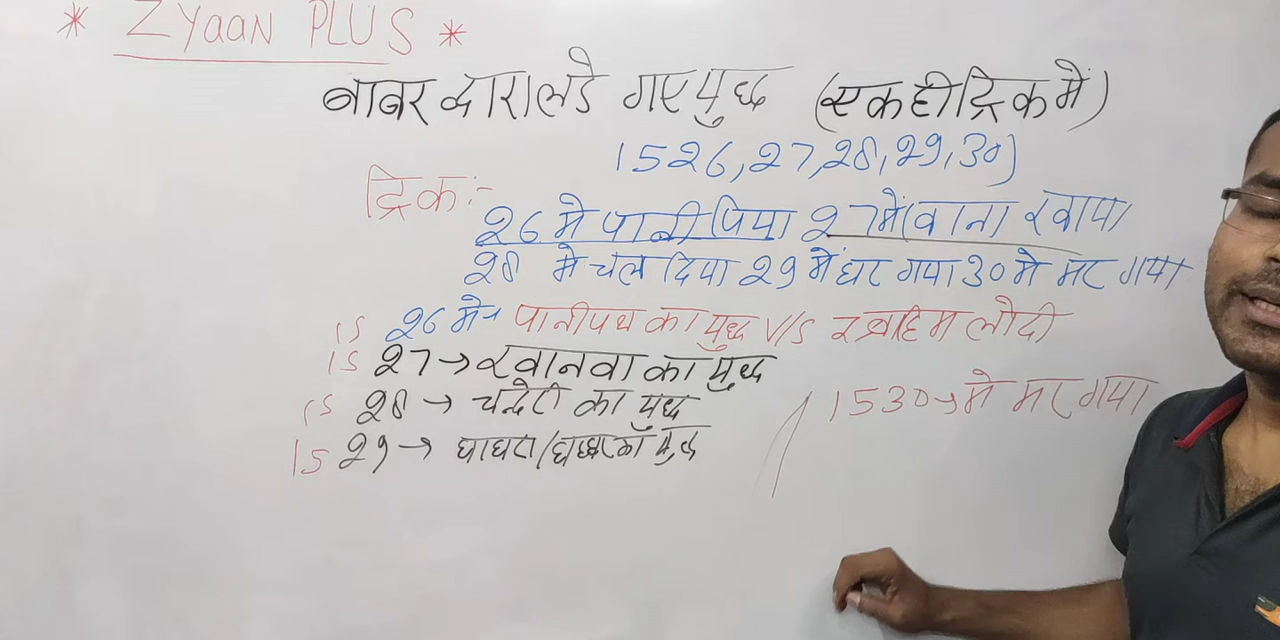 * Zyaan PLUS *
बाबर द्वारा लडे गए युध्द (एक ही ट्रिक में)
1526,27,28,29,30)
ट्रिक:-
26 मे पानी पिया 27 में खाना खाया
28 मे चल दिया 29 में घर गया 30 मे मर गया
15 26 मे → पानीपथ का युध्द V/S इब्राहिम लोदी
15 27 → खानवा का युध्द
15 28 → चन्देरी का युध्द
1530 → मे मर गया
15 29 → घाघरा/घग्घर का युध्द